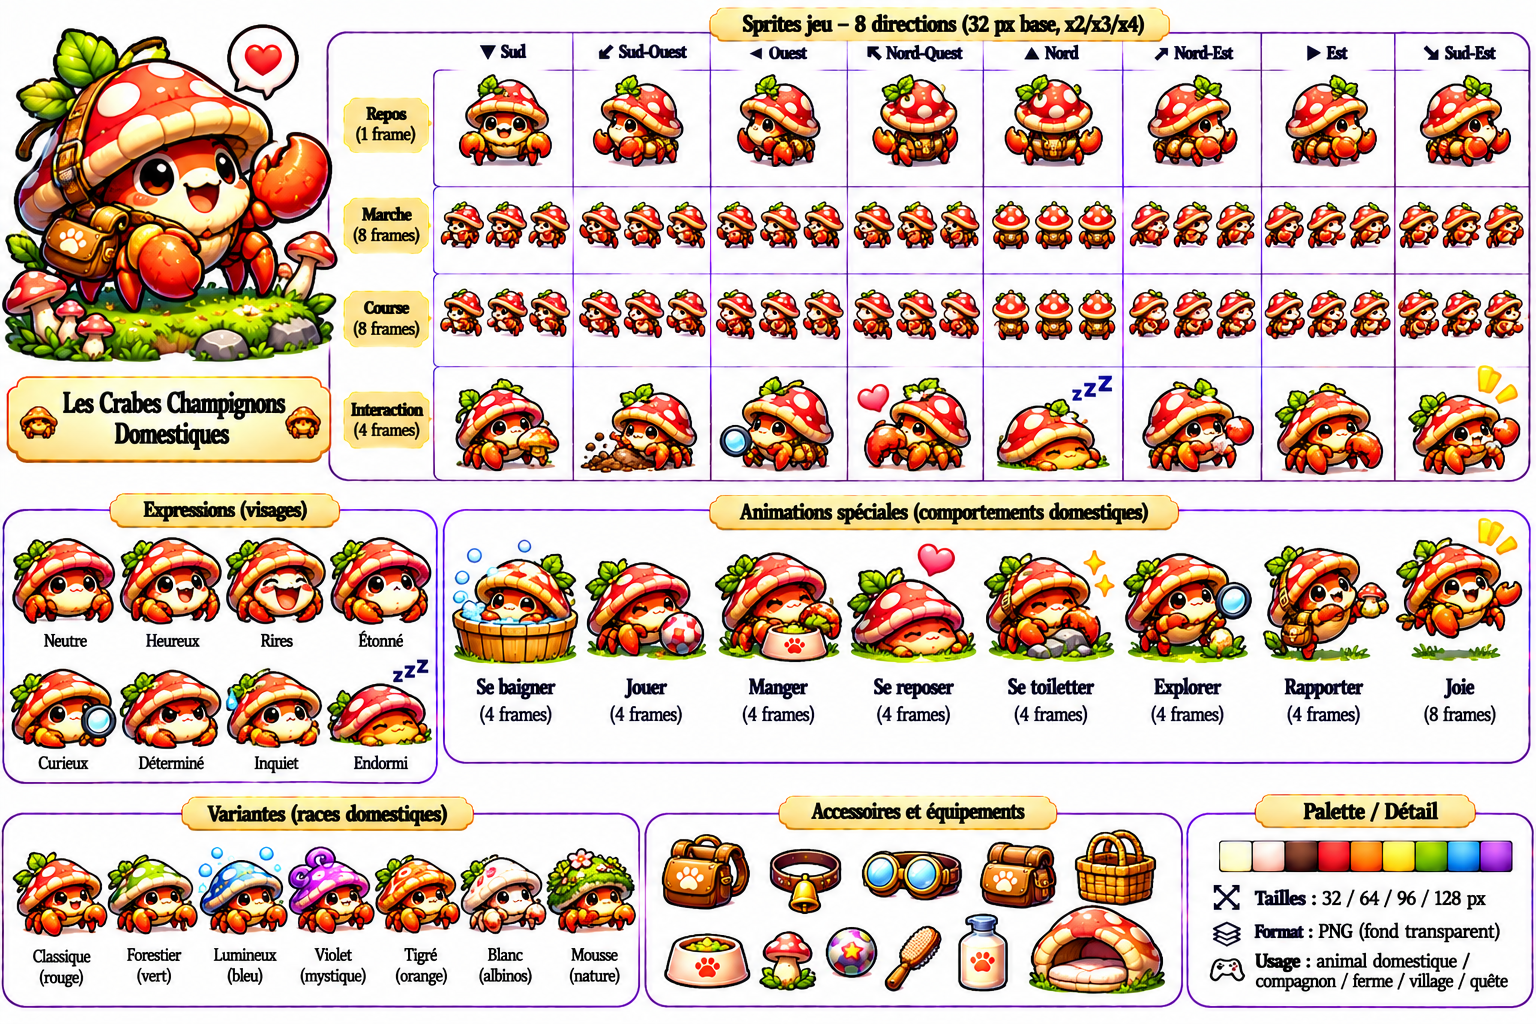 Sprites jeu – 8 directions (32 px base, x2/x3/x4)
▼ Sud
↙ Sud-Ouest
◄ Ouest
↖ Nord-Quest
▲ Nord
↗ Nord-Est
► Est
↘ Sud-Est
Repos
(1 frame)
Marche
(8 frames)
Course
(8 frames)
Interaction
(4 frames)
zzZ
Les Crabes Champignons
Domestiques
Expressions (visages)
Neutre
Heureux
Rires
Étonné
zzZ
Curieux
Déterminé
Inquiet
Endormi
Animations spéciales (comportements domestiques)
Se baigner
(4 frames)
Jouer
(4 frames)
Manger
(4 frames)
Se reposer
(4 frames)
Se toiletter
(4 frames)
Explorer
(4 frames)
Rapporter
(4 frames)
Joie
(8 frames)
Variantes (races domestiques)
Classique
(rouge)
Forestier
(vert)
Lumineux
(bleu)
Violet
(mystique)
Tigré
(orange)
Blanc
(albinos)
Mousse
(nature)
Accessoires et équipements
Palette / Détail
Tailles : 32 / 64 / 96 / 128 px
Format : PNG (fond transparent)
Usage : animal domestique /
compagnon / ferme / village / quête